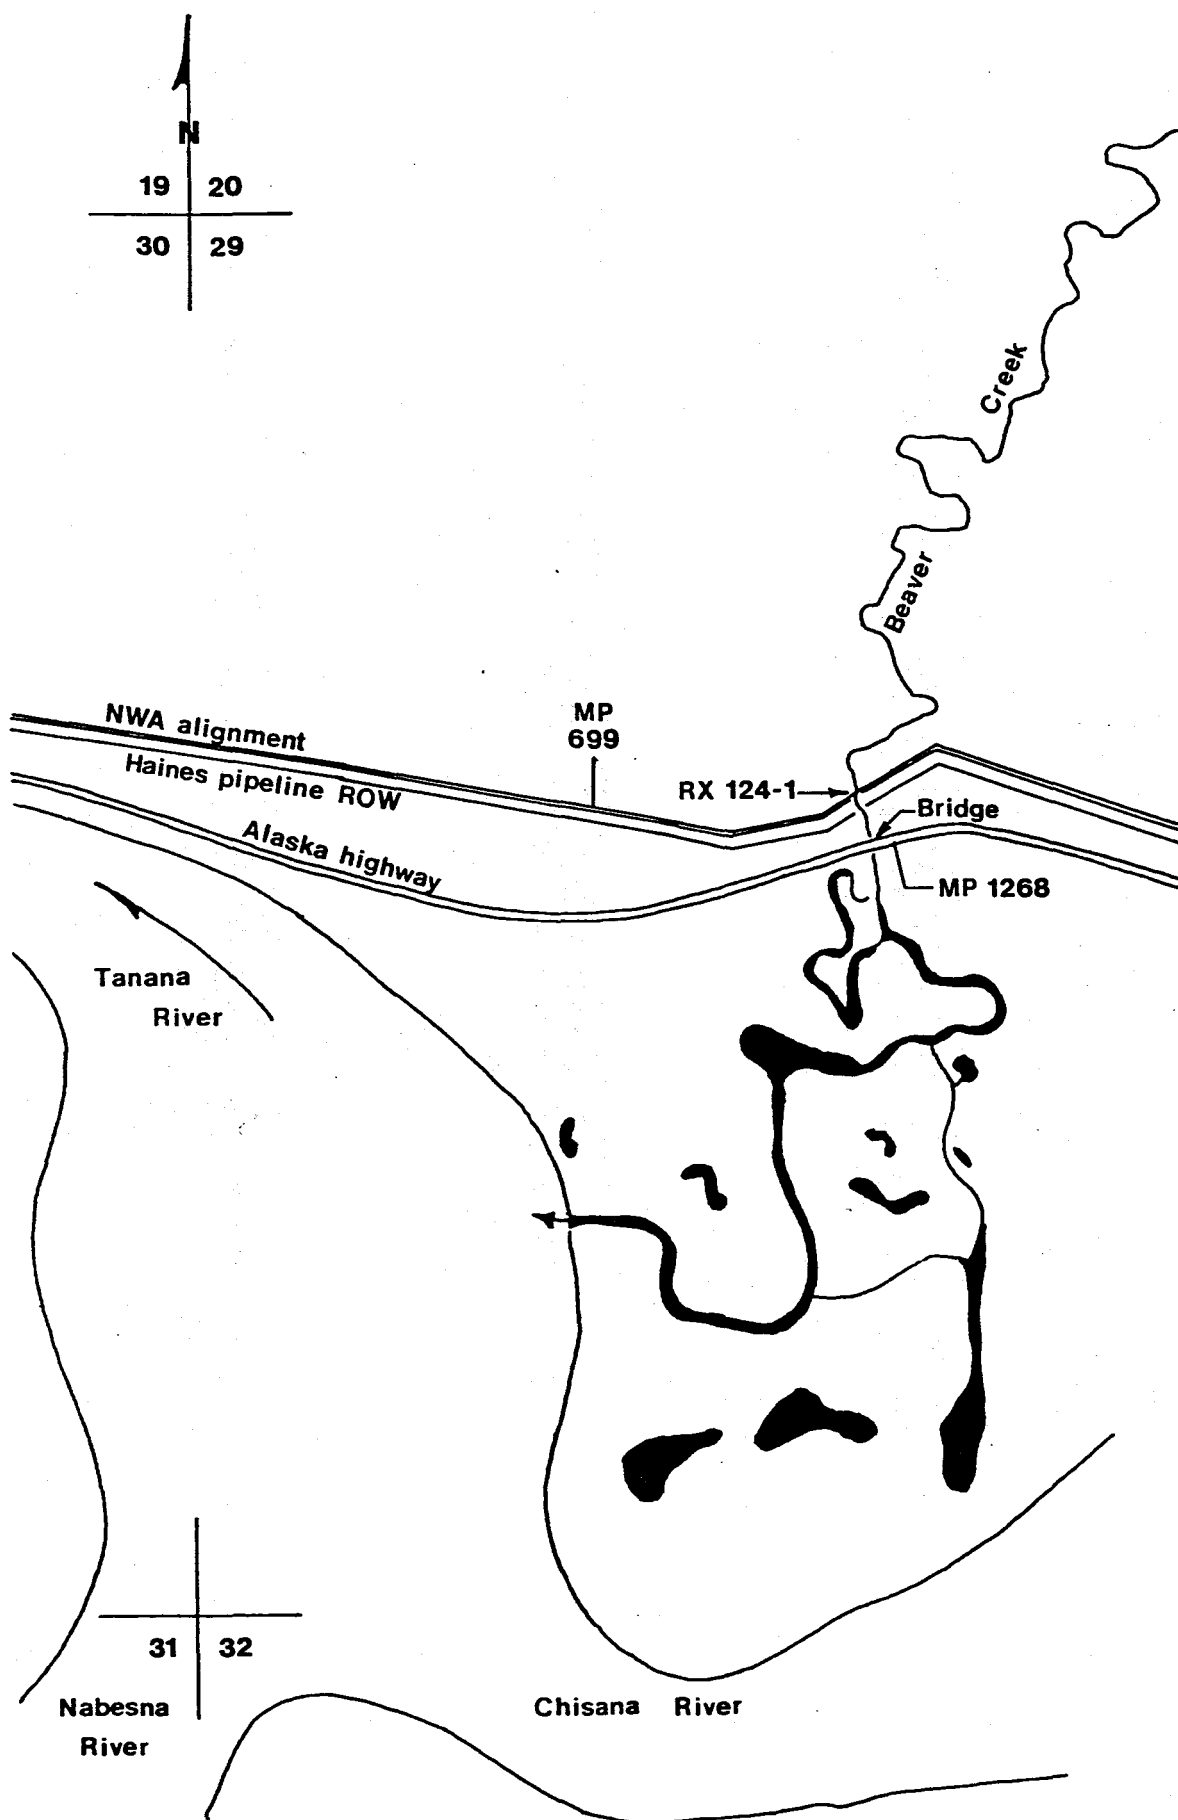 N
19 20
30 29
Creek
Beaver
NWA alignment
MP
699
Haines pipeline ROW
RX 124-1
Bridge
Alaska highway
MP 1268
Tanana
River
31 32
Nabesna
River
Chisana River